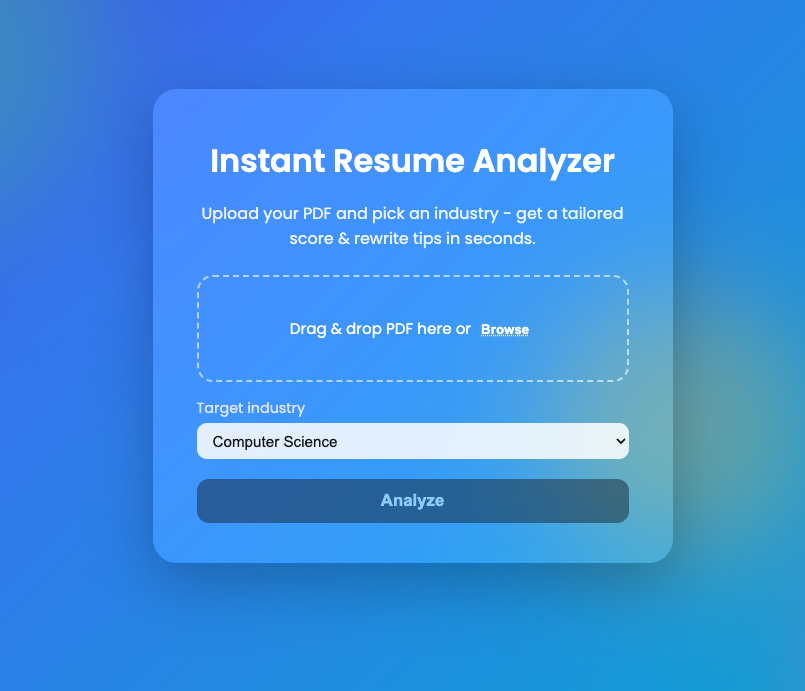 Instant Resume Analyzer
Upload your PDF and pick an industry - get a tailored
score & rewrite tips in seconds.
Drag & drop PDF here or Browse
Target industry
Computer Science
Analyze